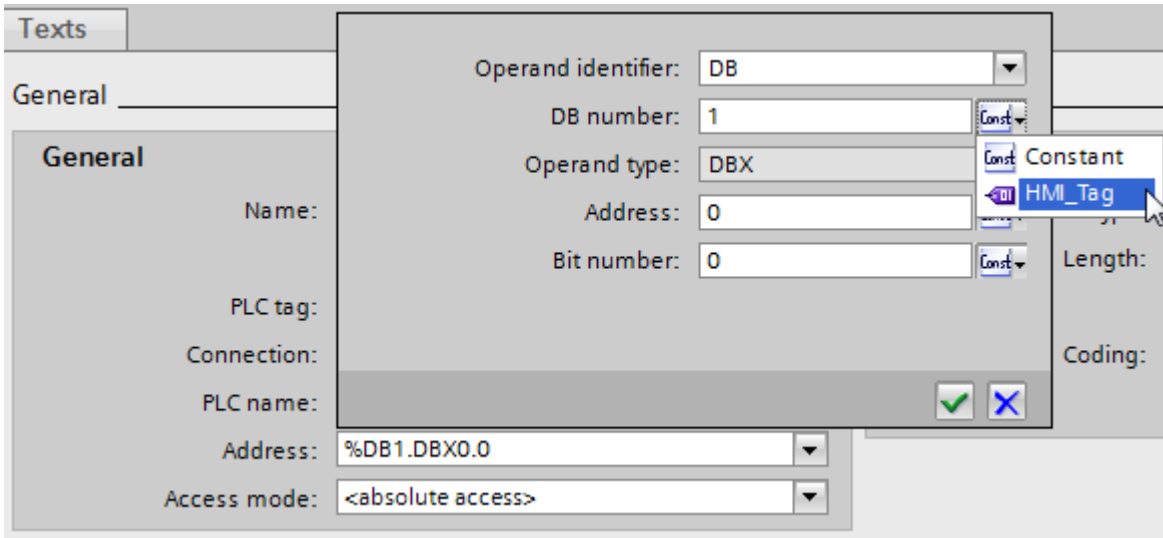 Texts
General
General
Name:
PLC tag:
Connection:
PLC name:
Address: %DB1.DBX0.0
Access mode: <absolute access>
Operand identifier: DB
DB number: 1 Const
Operand type: DBX
Address: 0
Bit number: 0 Const
Const Constant
HMI_Tag
Length:
Coding: